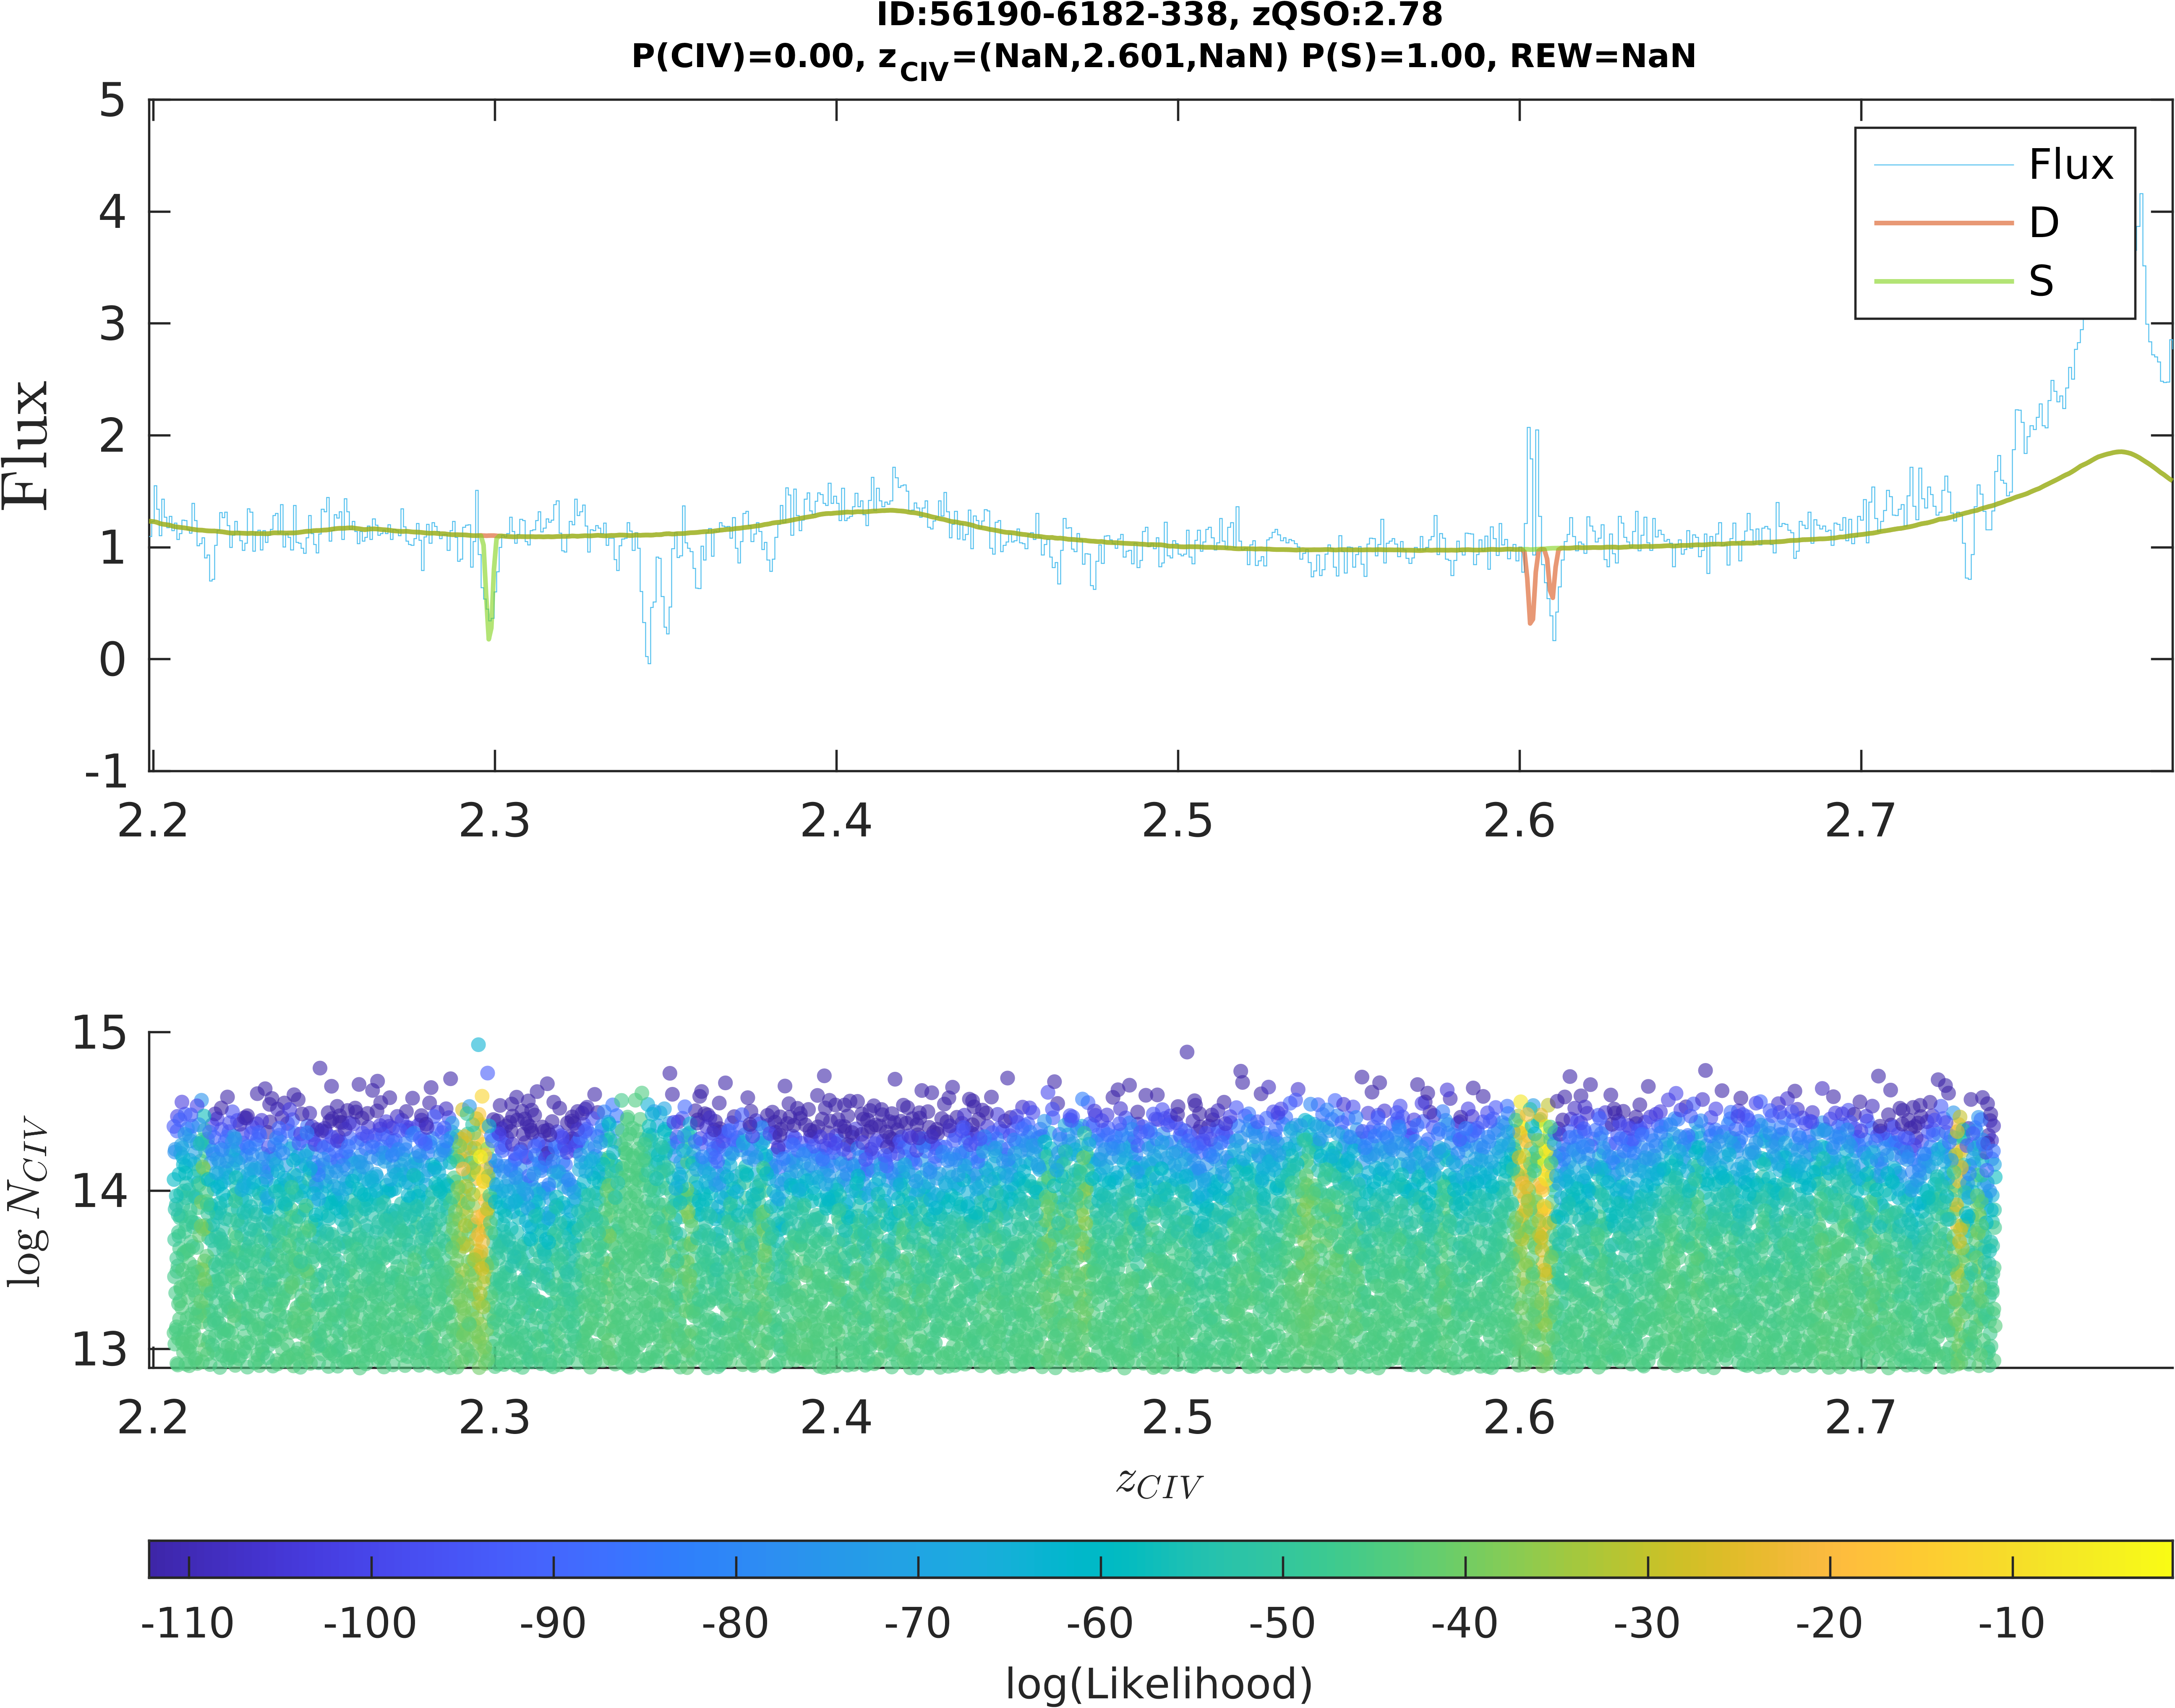 ID:56190-6182-338, zQSO:2.78
P(CIV)=0.00, z_CIV=(NaN,2.601,NaN) P(S)=1.00, REW=NaN
5
4
3
2
1
0
-1
Flux
Flux
D
S
2.2 2.3 2.4 2.5 2.6 2.7
15
14
13
log N_CIV
2.2 2.3 2.4 2.5 2.6 2.7
z_CIV
-110 -100 -90 -80 -70 -60 -50 -40 -30 -20 -10
log(Likelihood)